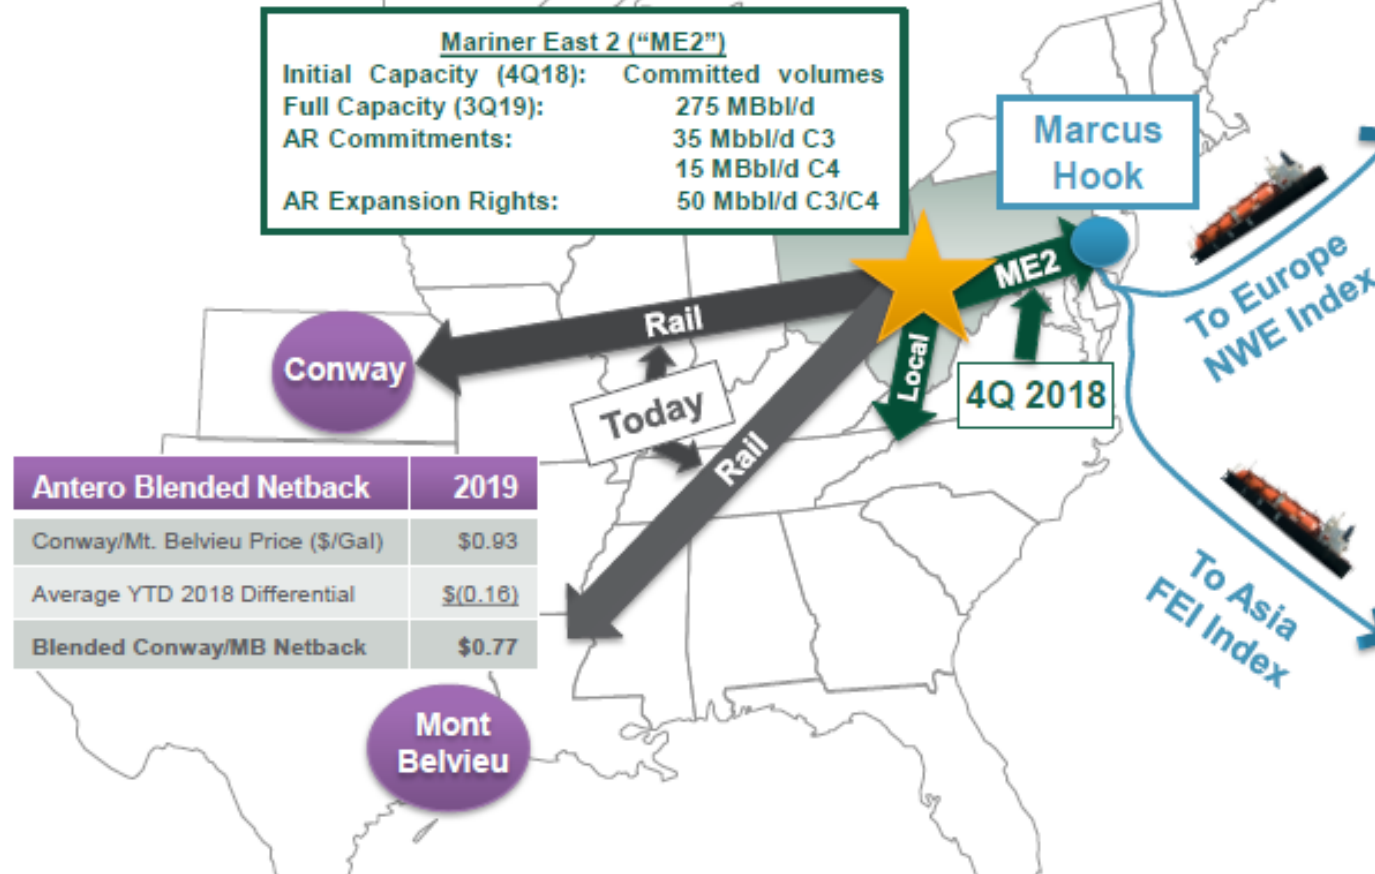 Mariner East 2 ("ME2")
Initial Capacity (4Q18): Committed volumes
Full Capacity (3Q19): 275 MBbl/d
AR Commitments: 35 Mbbl/d C3
15 MBbl/d C4
AR Expansion Rights: 50 Mbbl/d C3/C4
Marcus
Hook
ME2
To Europe
NWE Index
Rail
Conway
Local
4Q 2018
Today
Rail
Antero Blended Netback 2019
Conway/Mt. Belvieu Price ($/Gal) $0.93
Average YTD 2018 Differential $(0.16)
Blended Conway/MB Netback $0.77
To Asia
FEI Index
Mont
Belvieu